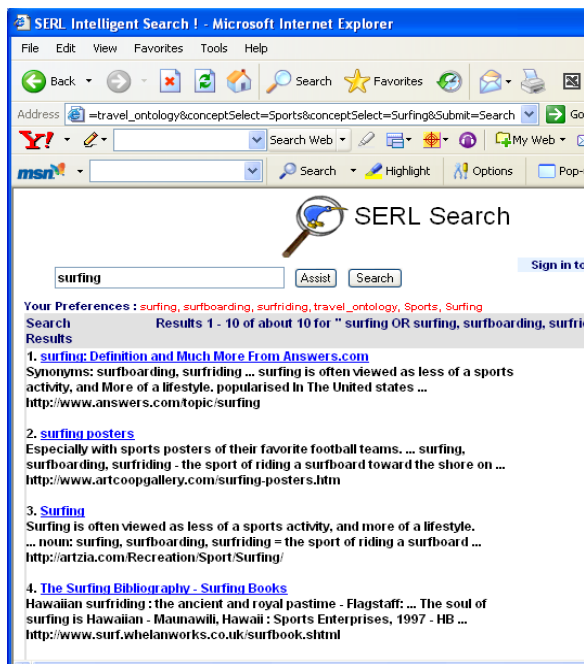 SERL Intelligent Search ! - Microsoft Internet Explorer
File Edit View Favorites Tools Help
Back Search Favorites
Address =travel_ontology&conceptSelect=Sports&conceptSelect=Surfing&Submit=Search Go
Y! Search Web My Web
msn Search Highlight Options Pop-
SERL Search
Sign in to
surfing Assist Search
Your Preferences : surfing, surfboarding, surfriding, travel_ontology, Sports, Surfing
Search Results 1 - 10 of about 10 for " surfing OR surfing, surfboarding, surfri
Results
1. surfing: Definition and Much More From Answers.com
Synonyms: surfboarding, surfriding ... surfing is often viewed as less of a sports
activity, and More of a lifestyle. popularised In The United states ...
http://www.answers.com/topic/surfing
2. surfing posters
Especially with sports posters of their favorite football teams. ... surfing,
surfboarding, surfriding - the sport of riding a surfboard toward the shore on ...
http://www.artcoopgallery.com/surfing-posters.htm
3. Surfing
Surfing is often viewed as less of a sports activity, and more of a lifestyle.
... noun: surfing, surfboarding, surfriding = the sport of riding a surfboard ...
http://artzia.com/Recreation/Sport/Surfing/
4. The Surfing Bibliography - Surfing Books
Hawaiian surfriding : the ancient and royal pastime - Flagstaff: ... The soul of
surfing is Hawaiian - Maunawili, Hawaii : Sports Enterprises, 1997 - HB ...
http://www.surf.whelanworks.co.uk/surfbook.shtml